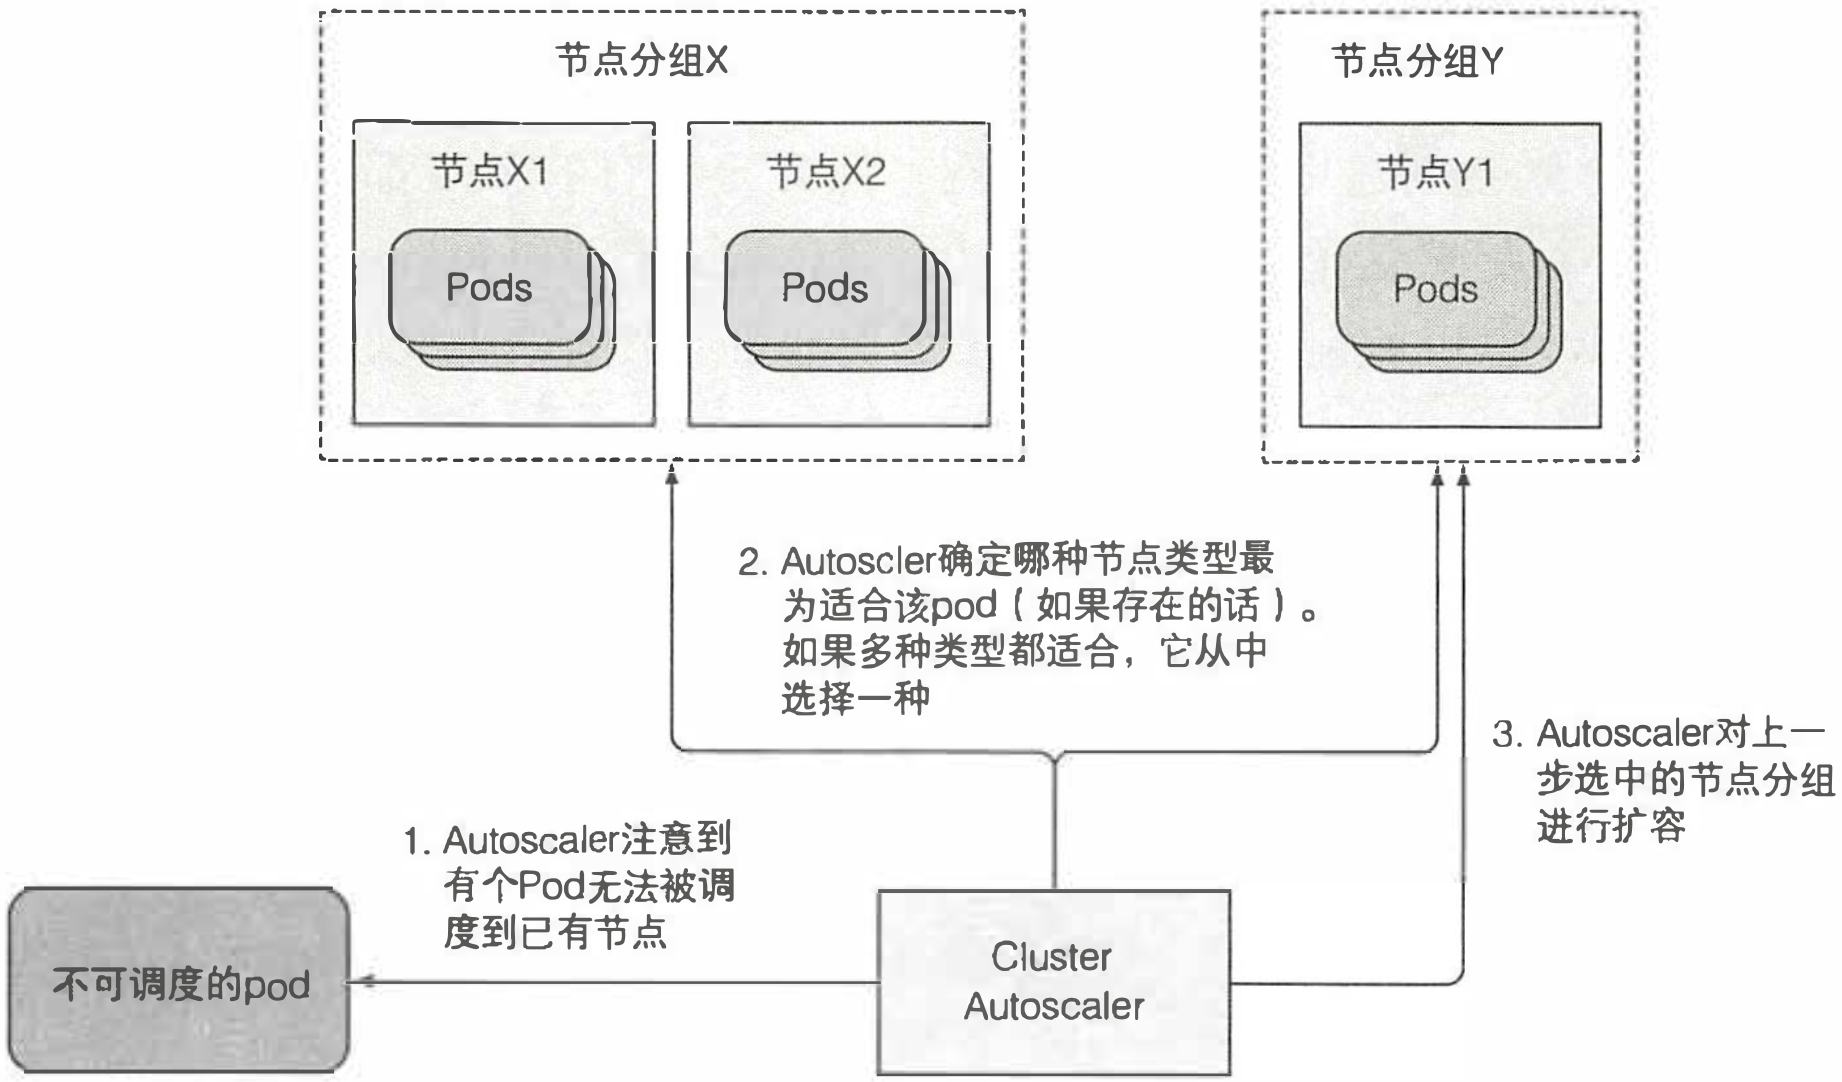 节点分组X
节点分组Y
节点X1
节点X2
节点Y1
Pods
Pods
Pods
2. Autoscler确定哪种节点类型最
为适合该pod（如果存在的话）。
如果多种类型都适合，它从中
选择一种
3. Autoscaler对上一
步选中的节点分组
进行扩容
1. Autoscaler注意到
有个Pod无法被调
度到已有节点
不可调度的pod
Cluster
Autoscaler